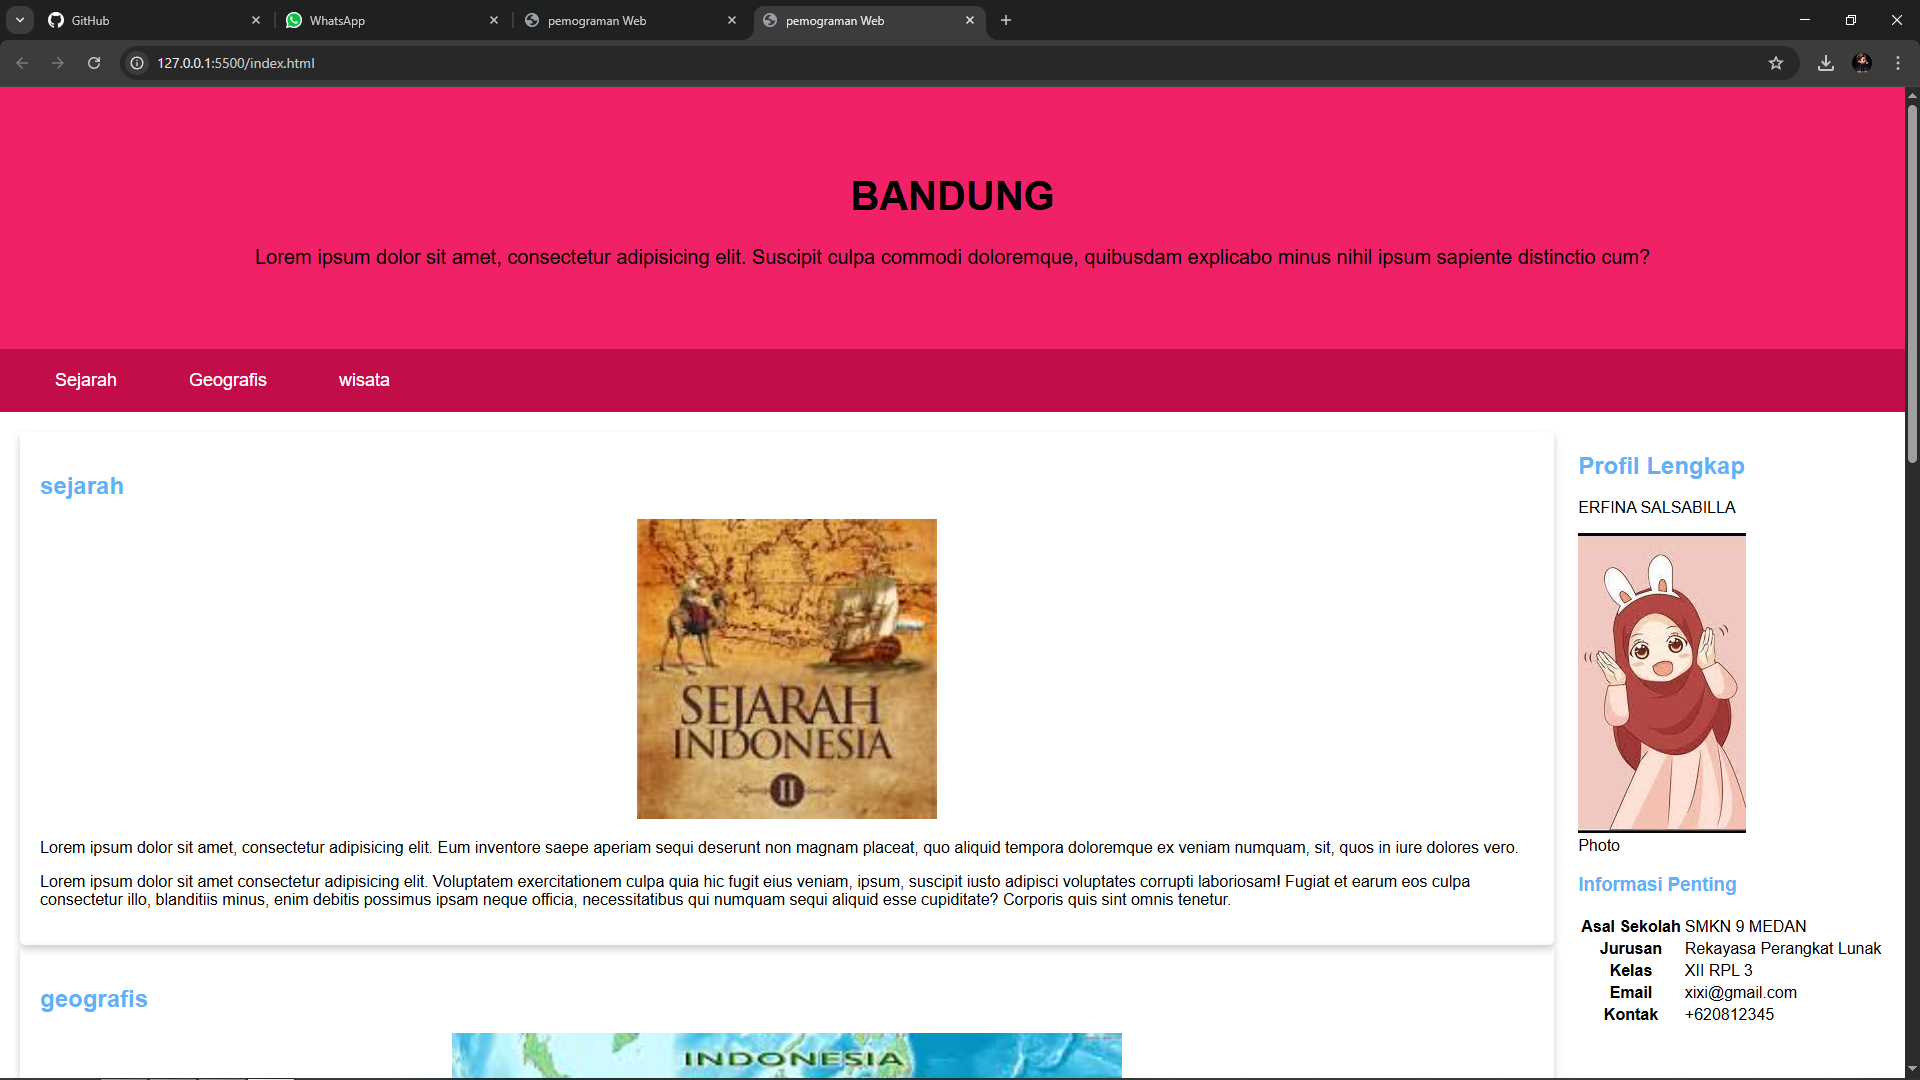 GitHub
WhatsApp
pemograman Web
pemograman Web
127.0.0.1:5500/index.html
BANDUNG
Lorem ipsum dolor sit amet, consectetur adipisicing elit. Suscipit culpa commodi doloremque, quibusdam explicabo minus nihil ipsum sapiente distinctio cum?
Sejarah
Geografis
wisata
sejarah
SEJARAH
INDONESIA
II
Lorem ipsum dolor sit amet, consectetur adipisicing elit. Eum inventore saepe aperiam sequi deserunt non magnam placeat, quo aliquid tempora doloremque ex veniam numquam, sit, quos in iure dolores vero.
Lorem ipsum dolor sit amet consectetur adipisicing elit. Voluptatem exercitationem culpa quia hic fugit eius veniam, ipsum, suscipit iusto adipisci voluptates corrupti laboriosam! Fugiat et earum eos culpa
consectetur illo, blanditiis minus, enim debitis possimus ipsam neque officia, necessitatibus qui numquam sequi aliquid esse cupiditate? Corporis quis sint omnis tenetur.
geografis
INDONESIA
Profil Lengkap
ERFINA SALSABILLA
Photo
Informasi Penting
Asal Sekolah SMKN 9 MEDAN
Jurusan Rekayasa Perangkat Lunak
Kelas XII RPL 3
Email xixi@gmail.com
Kontak +620812345